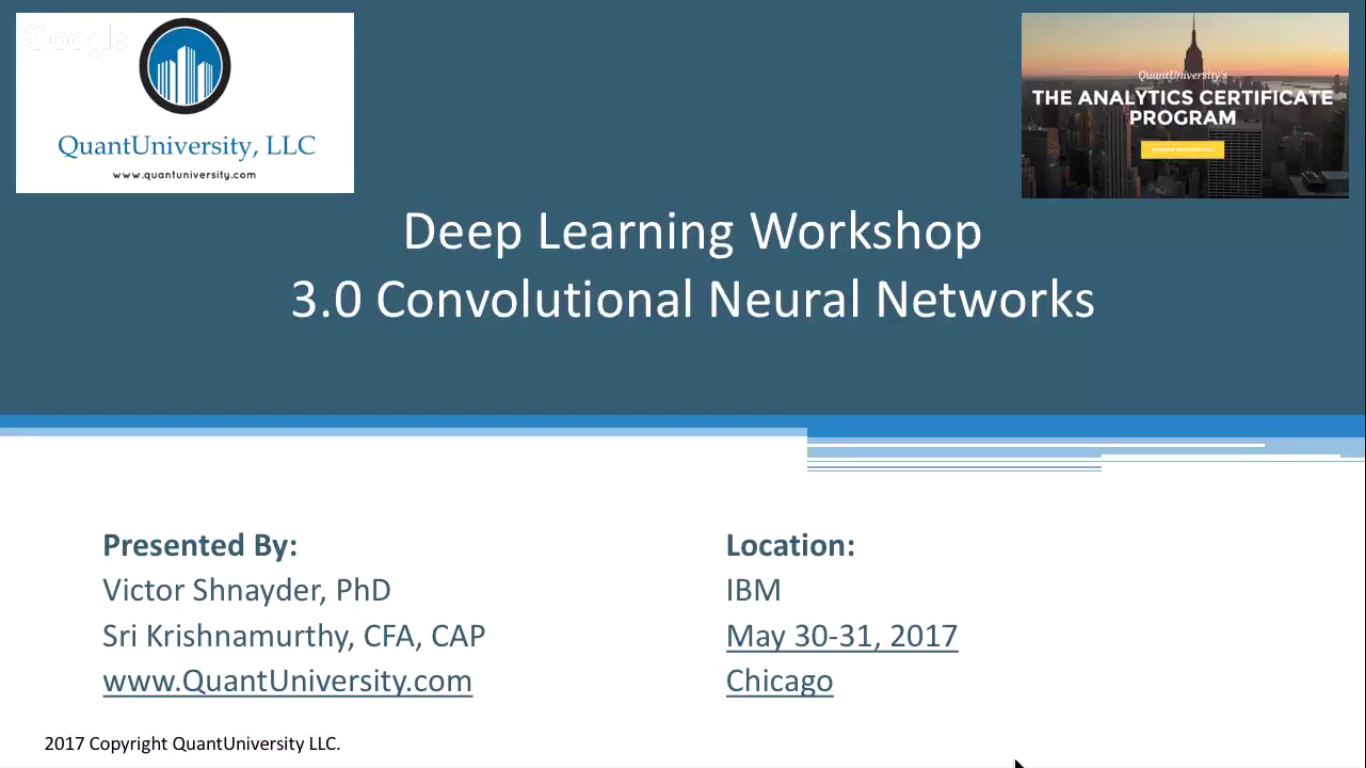 Google
QuantUniversity, LLC
www.quantuniversity.com
QuantUniversity's
THE ANALYTICS CERTIFICATE
PROGRAM
Deep Learning Workshop
3.0 Convolutional Neural Networks
Presented By:
Victor Shnayder, PhD
Sri Krishnamurthy, CFA, CAP
www.QuantUniversity.com
Location:
IBM
May 30-31, 2017
Chicago
2017 Copyright QuantUniversity LLC.